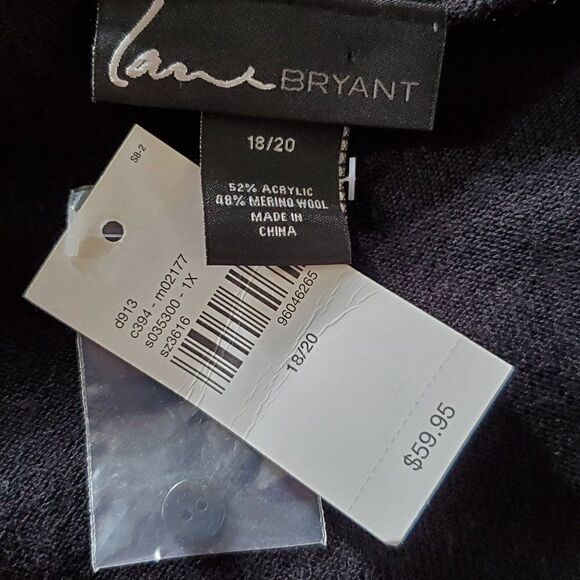 Lane BRYANT
18/20
52% ACRYLIC
48% MERINO WOOL
MADE IN
CHINA
S8-2
d913
c394 - m02177
s035300 - 1X
sz3616
96046265
18/20
$59.95